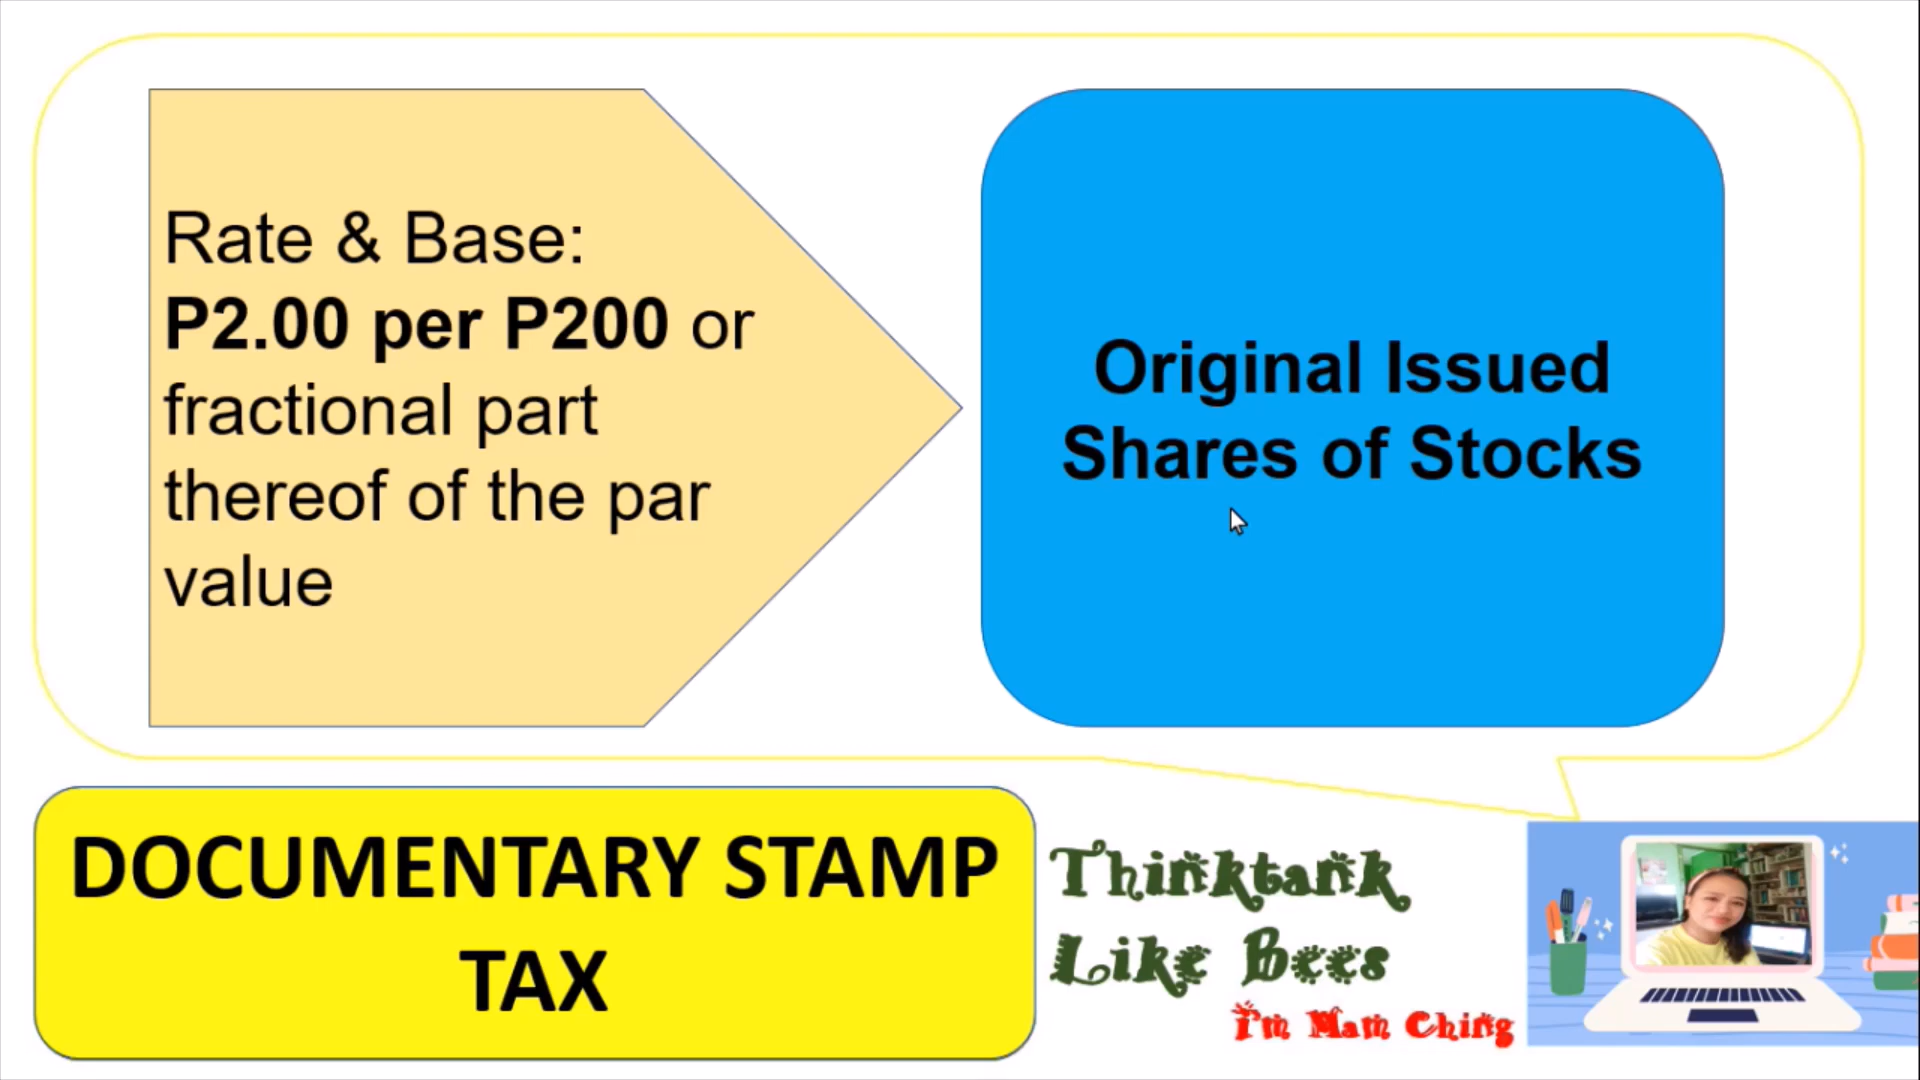 Rate & Base:
P2.00 per P200 or
fractional part
thereof of the par
value
Original Issued
Shares of Stocks
DOCUMENTARY STAMP
TAX
Thinktank
Like Bees
I'm Mam Ching